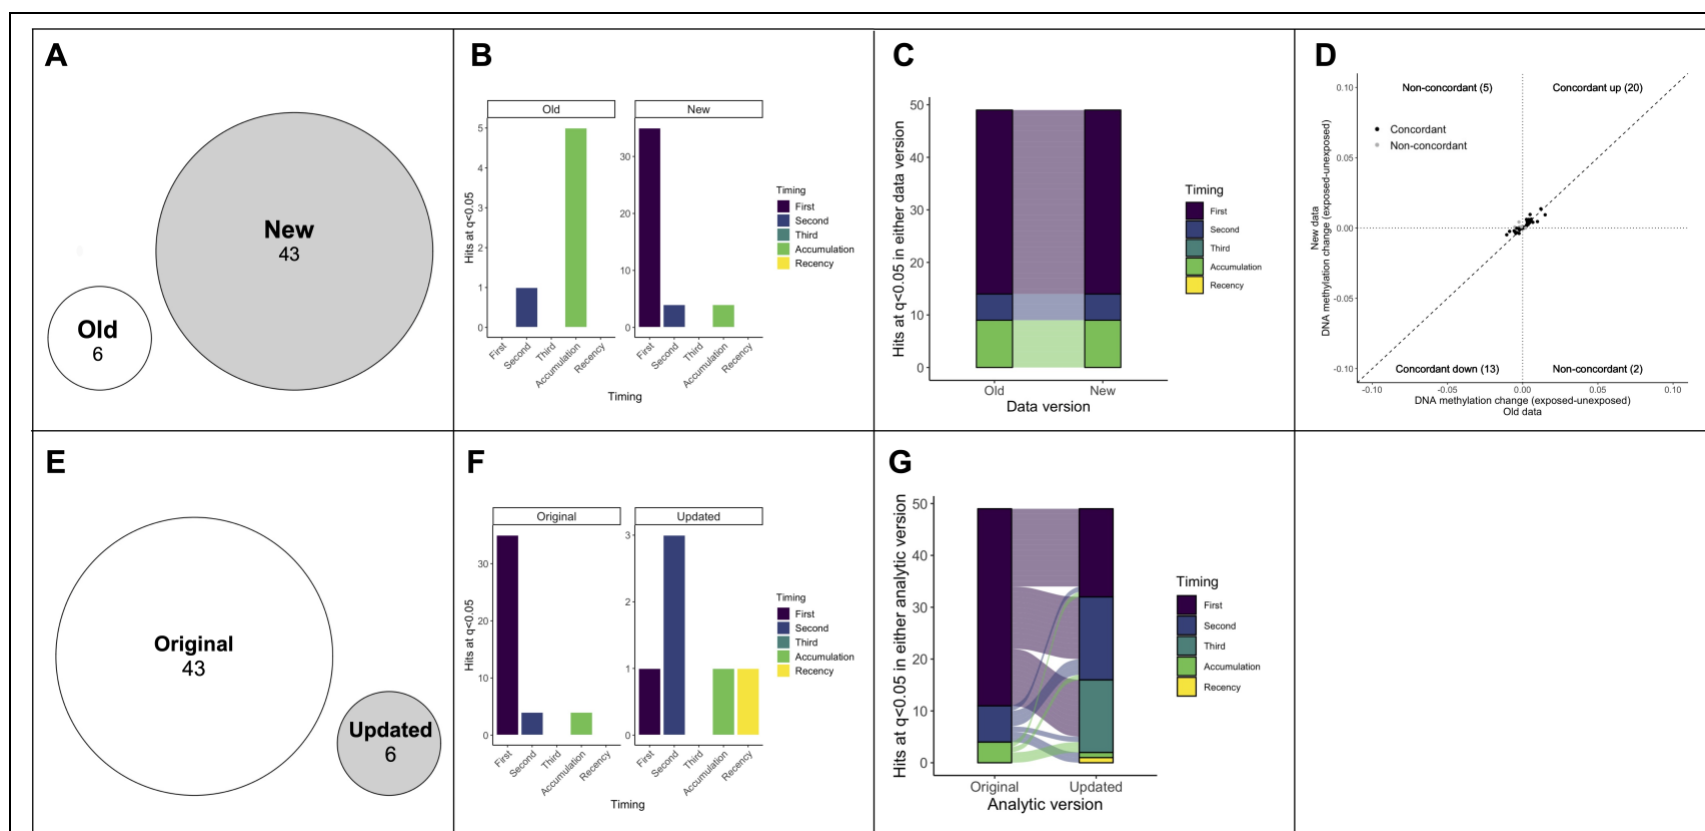 A
New
43
Old
6
B
Old
New
Hits at q<0.05
5
4
3
2
1
0
30
20
10
0
First
Second
Third
Accumulation
Recency
First
Second
Third
Accumulation
Recency
Timing
Timing
First
Second
Third
Accumulation
Recency
C
Hits at q<0.05 in either data version
50
40
30
20
10
0
Old
New
Data version
Timing
First
Second
Third
Accumulation
Recency
D
Non-concordant (5)
Concordant up (20)
Concordant
Non-concordant
New data
DNA methylation change (exposed-unexposed)
0.10
0.05
0.00
-0.05
-0.10
Concordant down (13)
Non-concordant (2)
-0.10
-0.05
0.00
0.05
0.10
DNA methylation change (exposed-unexposed)
Old data
E
Original
43
Updated
6
F
Original
Updated
Hits at q<0.05
30
20
10
0
3
2
1
0
First
Second
Third
Accumulation
Recency
First
Second
Third
Accumulation
Recency
Timing
Timing
First
Second
Third
Accumulation
Recency
G
Hits at q<0.05 in either analytic version
50
40
30
20
10
0
Original
Updated
Analytic version
Timing
First
Second
Third
Accumulation
Recency